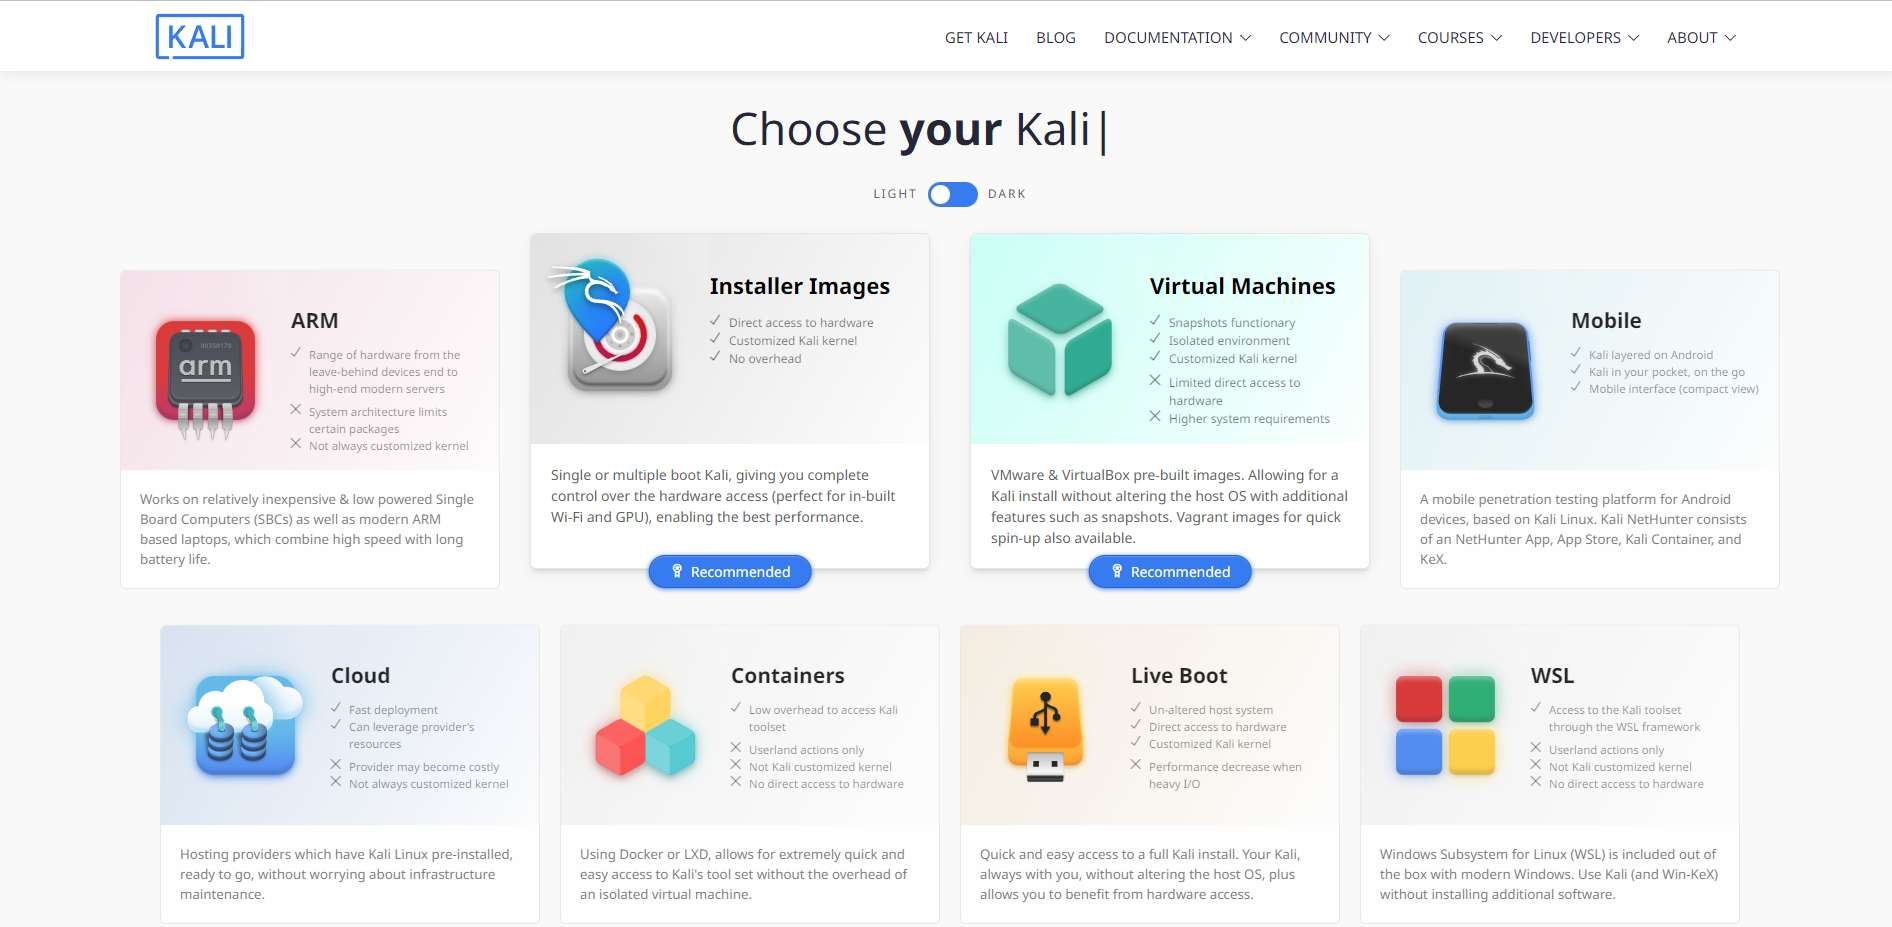 KALI
GET KALI
BLOG
DOCUMENTATION
COMMUNITY
COURSES
DEVELOPERS
ABOUT
Choose your Kali|
LIGHT
DARK
00350179
arm
ARM
Range of hardware from the
leave-behind devices end to
high-end modern servers
System architecture limits
certain packages
Not always customized kernel
Works on relatively inexpensive & low powered Single
Board Computers (SBCs) as well as modern ARM
based laptops, which combine high speed with long
battery life.
Installer Images
Direct access to hardware
Customized Kali kernel
No overhead
Single or multiple boot Kali, giving you complete
control over the hardware access (perfect for in-built
Wi-Fi and GPU), enabling the best performance.
Recommended
Virtual Machines
Snapshots functionary
Isolated environment
Customized Kali kernel
Limited direct access to
hardware
Higher system requirements
VMware & VirtualBox pre-built images. Allowing for a
Kali install without altering the host OS with additional
features such as snapshots. Vagrant images for quick
spin-up also available.
Recommended
Mobile
Kali layered on Android
Kali in your pocket, on the go
Mobile interface (compact view)
A mobile penetration testing platform for Android
devices, based on Kali Linux. Kali NetHunter consists
of an NetHunter App, App Store, Kali Container, and
KeX.
Cloud
Fast deployment
Can leverage provider's
resources
Provider may become costly
Not always customized kernel
Hosting providers which have Kali Linux pre-installed,
ready to go, without worrying about infrastructure
maintenance.
Containers
Low overhead to access Kali
toolset
Userland actions only
Not Kali customized kernel
No direct access to hardware
Using Docker or LXD, allows for extremely quick and
easy access to Kali's tool set without the overhead of
an isolated virtual machine.
Live Boot
Un-altered host system
Direct access to hardware
Customized Kali kernel
Performance decrease when
heavy I/O
Quick and easy access to a full Kali install. Your Kali,
always with you, without altering the host OS, plus
allows you to benefit from hardware access.
WSL
Access to the Kali toolset
through the WSL framework
Userland actions only
Not Kali customized kernel
No direct access to hardware
Windows Subsystem for Linux (WSL) is included out of
the box with modern Windows. Use Kali (and Win-KeX)
without installing additional software.